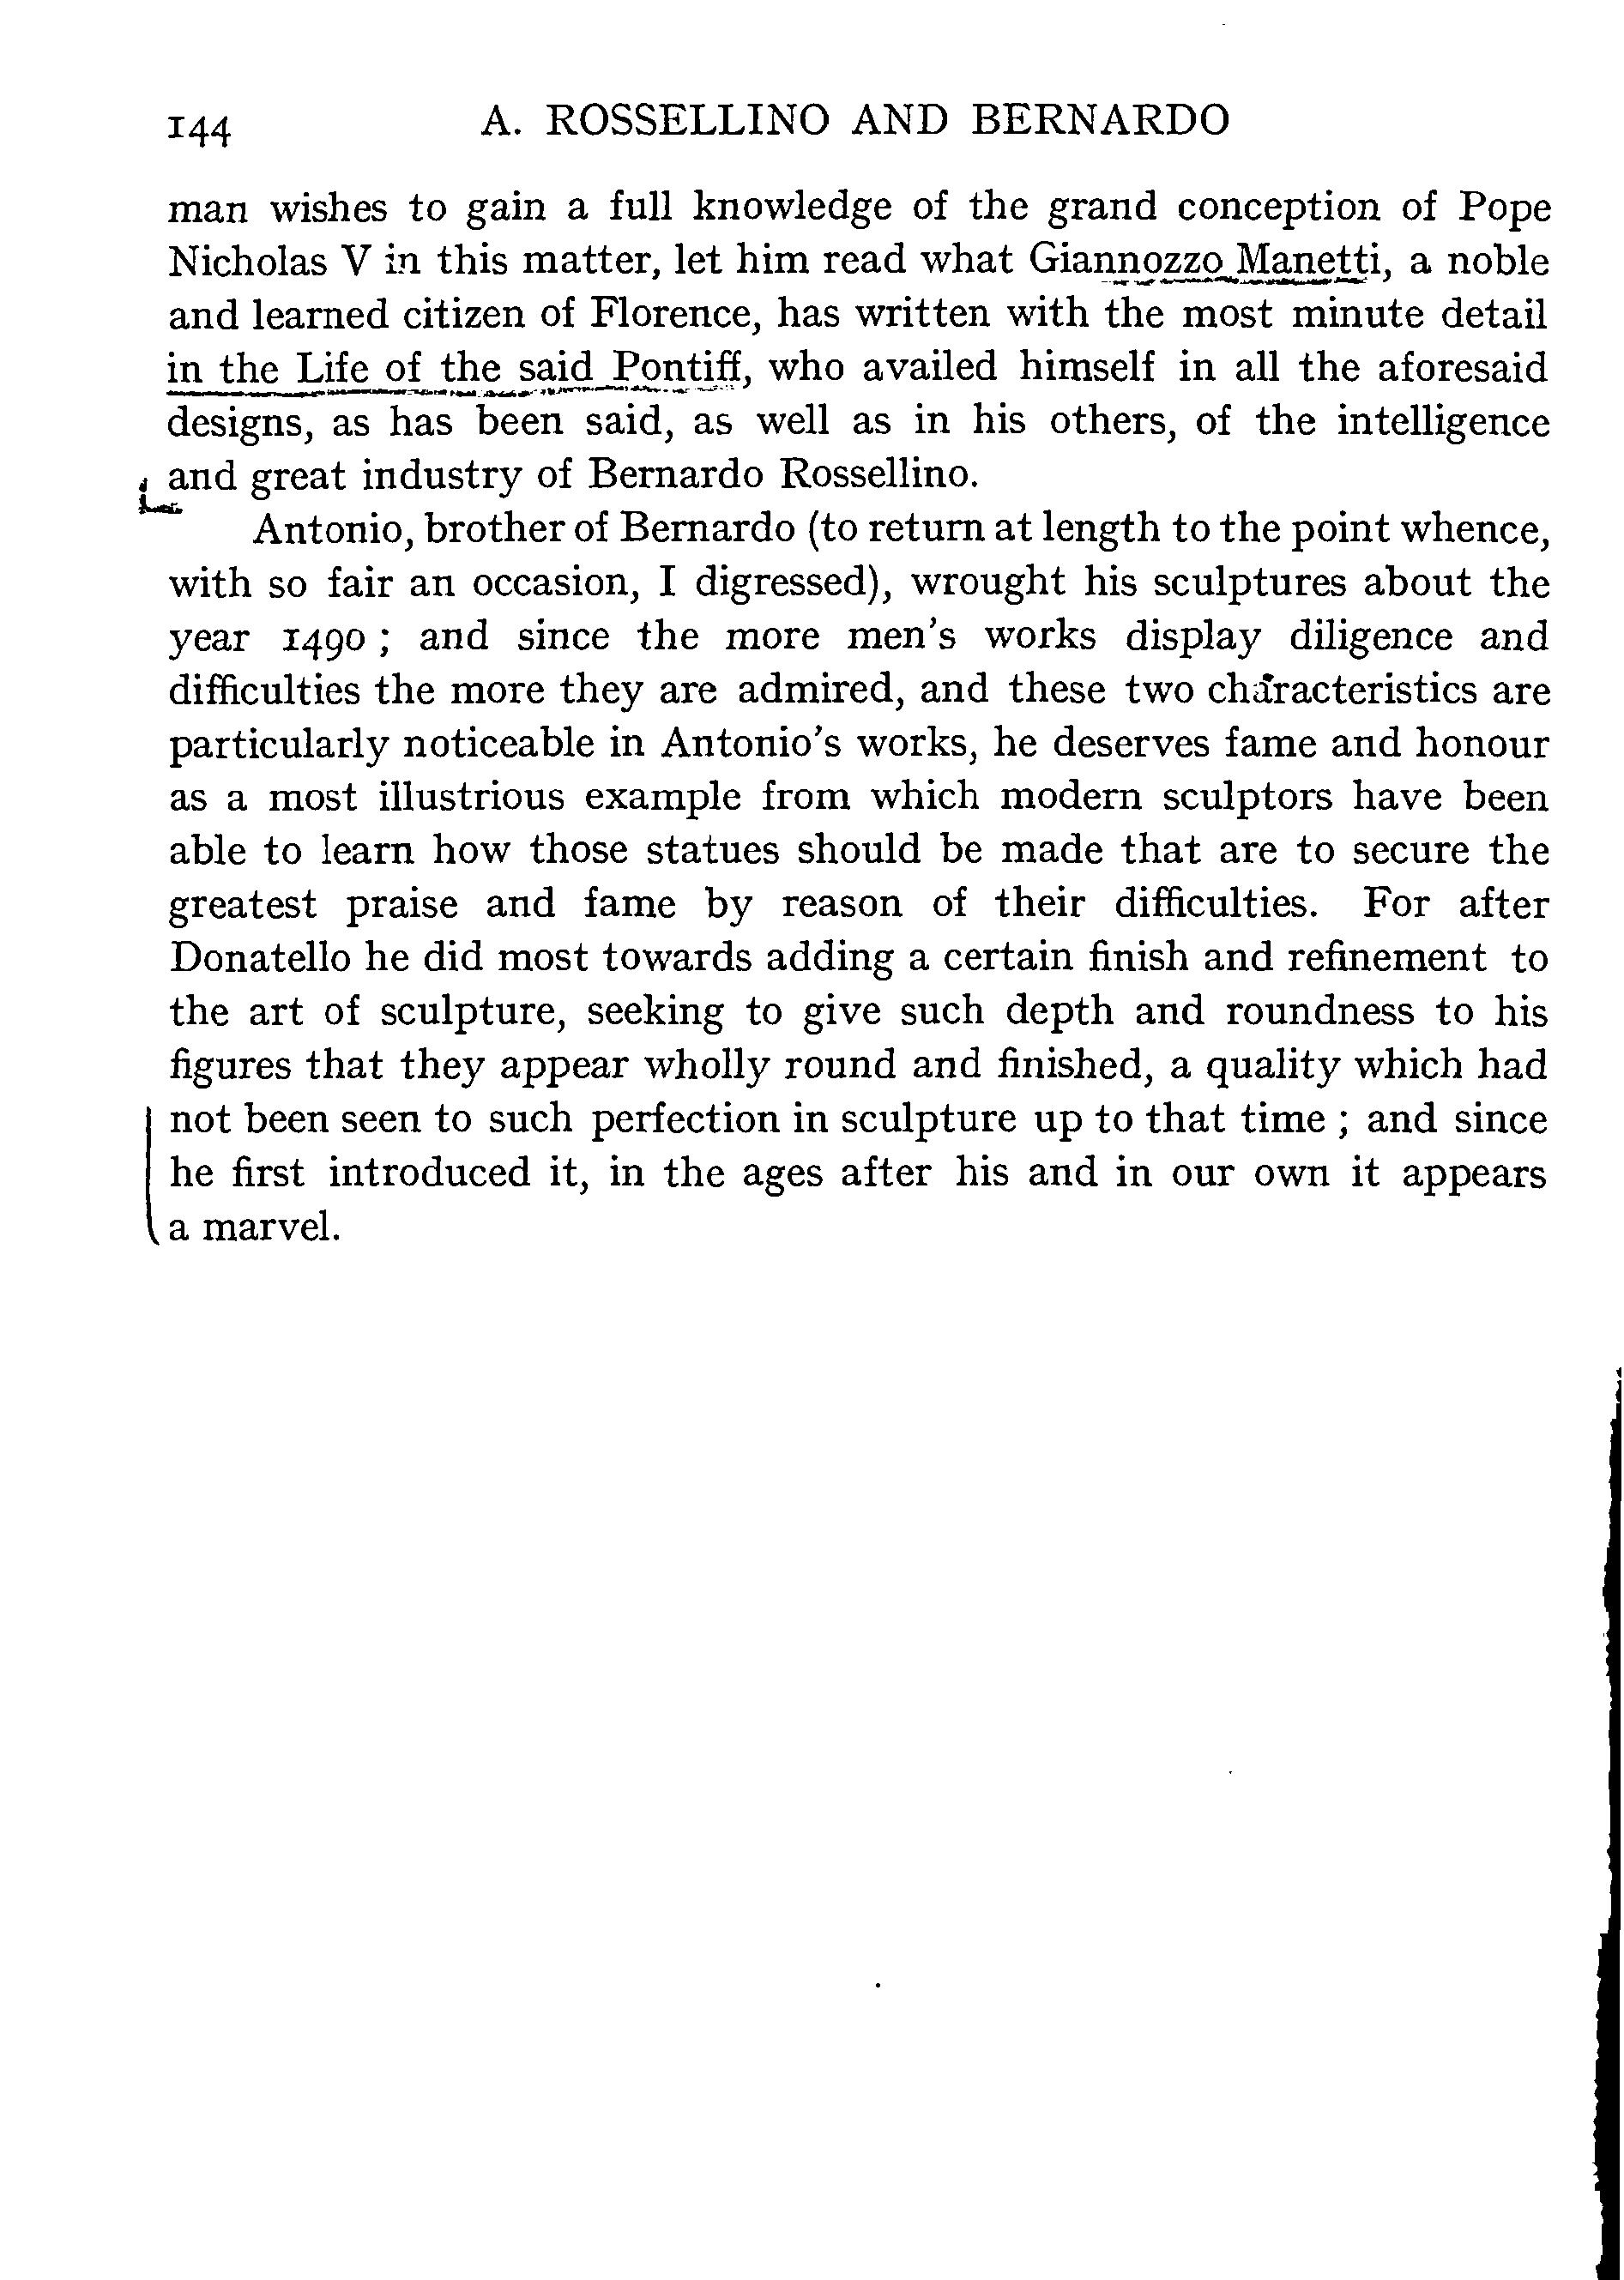 144 A. ROSSELLINO AND BERNARDO
man wishes to gain a full knowledge of the grand conception of Pope
Nicholas V in this matter, let him read what Giannozzo Manetti, a noble
and learned citizen of Florence, has written with the most minute detail
in the Life of the said Pontiff, who availed himself in all the aforesaid
designs, as has been said, as well as in his others, of the intelligence
and great industry of Bernardo Rossellino.
Antonio, brother of Bernardo (to return at length to the point whence,
with so fair an occasion, I digressed), wrought his sculptures about the
year 1490 ; and since the more men's works display diligence and
difficulties the more they are admired, and these two characteristics are
particularly noticeable in Antonio's works, he deserves fame and honour
as a most illustrious example from which modern sculptors have been
able to learn how those statues should be made that are to secure the
greatest praise and fame by reason of their difficulties. For after
Donatello he did most towards adding a certain finish and refinement to
the art of sculpture, seeking to give such depth and roundness to his
figures that they appear wholly round and finished, a quality which had
not been seen to such perfection in sculpture up to that time ; and since
he first introduced it, in the ages after his and in our own it appears
a marvel.